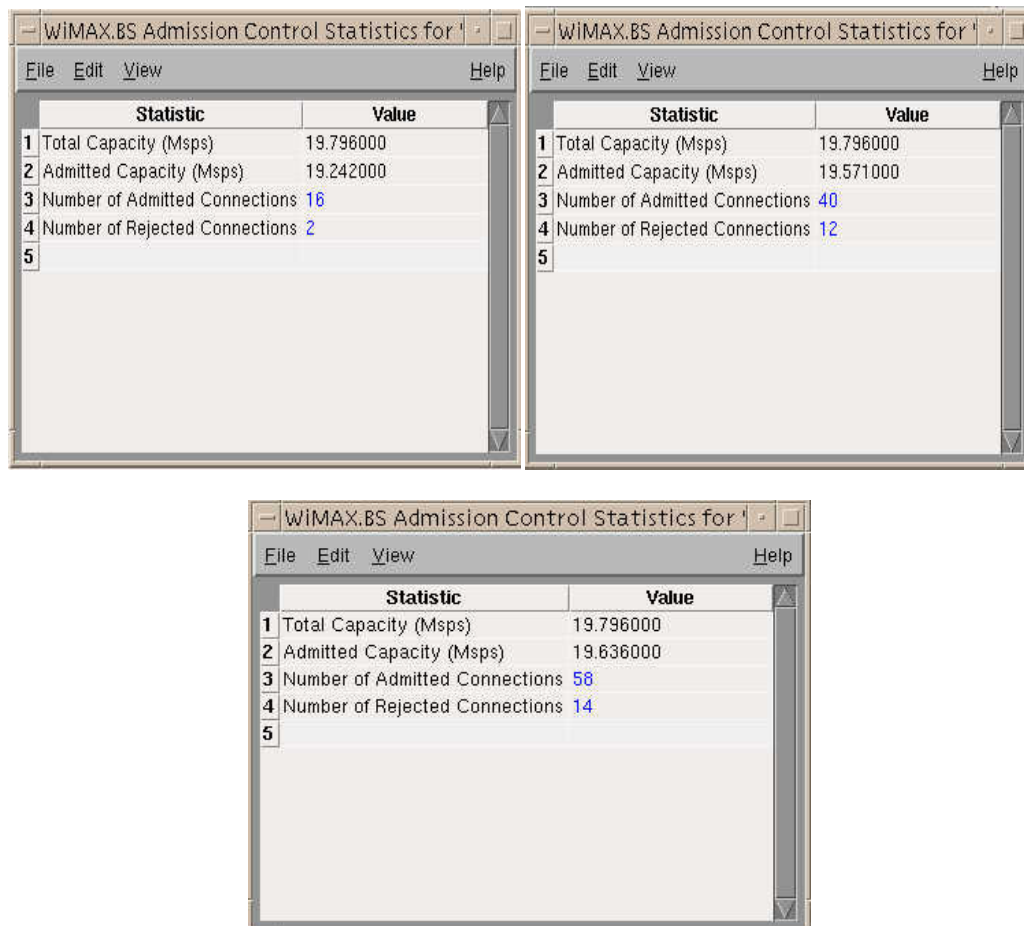 WiMAX.BS Admission Control Statistics for '
File Edit View Help
Statistic Value
1 Total Capacity (Msps) 19.796000
2 Admitted Capacity (Msps) 19.242000
3 Number of Admitted Connections 16
4 Number of Rejected Connections 2
5
WiMAX.BS Admission Control Statistics for '
File Edit View Help
Statistic Value
1 Total Capacity (Msps) 19.796000
2 Admitted Capacity (Msps) 19.571000
3 Number of Admitted Connections 40
4 Number of Rejected Connections 12
5
WiMAX.BS Admission Control Statistics for '
File Edit View Help
Statistic Value
1 Total Capacity (Msps) 19.796000
2 Admitted Capacity (Msps) 19.636000
3 Number of Admitted Connections 58
4 Number of Rejected Connections 14
5